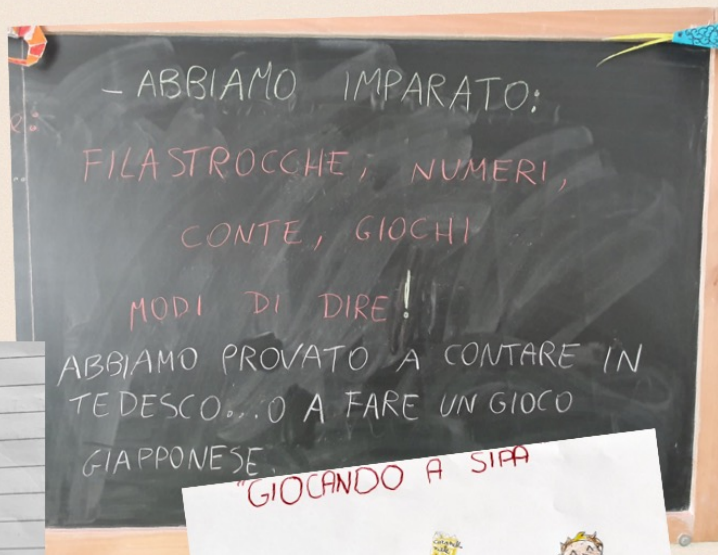 - ABBIAMO IMPARATO:
FILASTROCCHE, NUMERI,
CONTE, GIOCHI
MODI DI DIRE!
ABBIAMO PROVATO A CONTARE IN
TEDESCO...O A FARE UN GIOCO
GIAPPONESE.
"GIOCANDO A SIPA